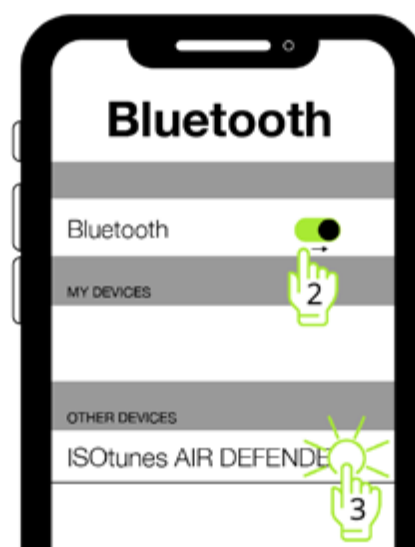 Bluetooth
Bluetooth
2
MY DEVICES
OTHER DEVICES
ISOtunes AIR DEFENDE
3